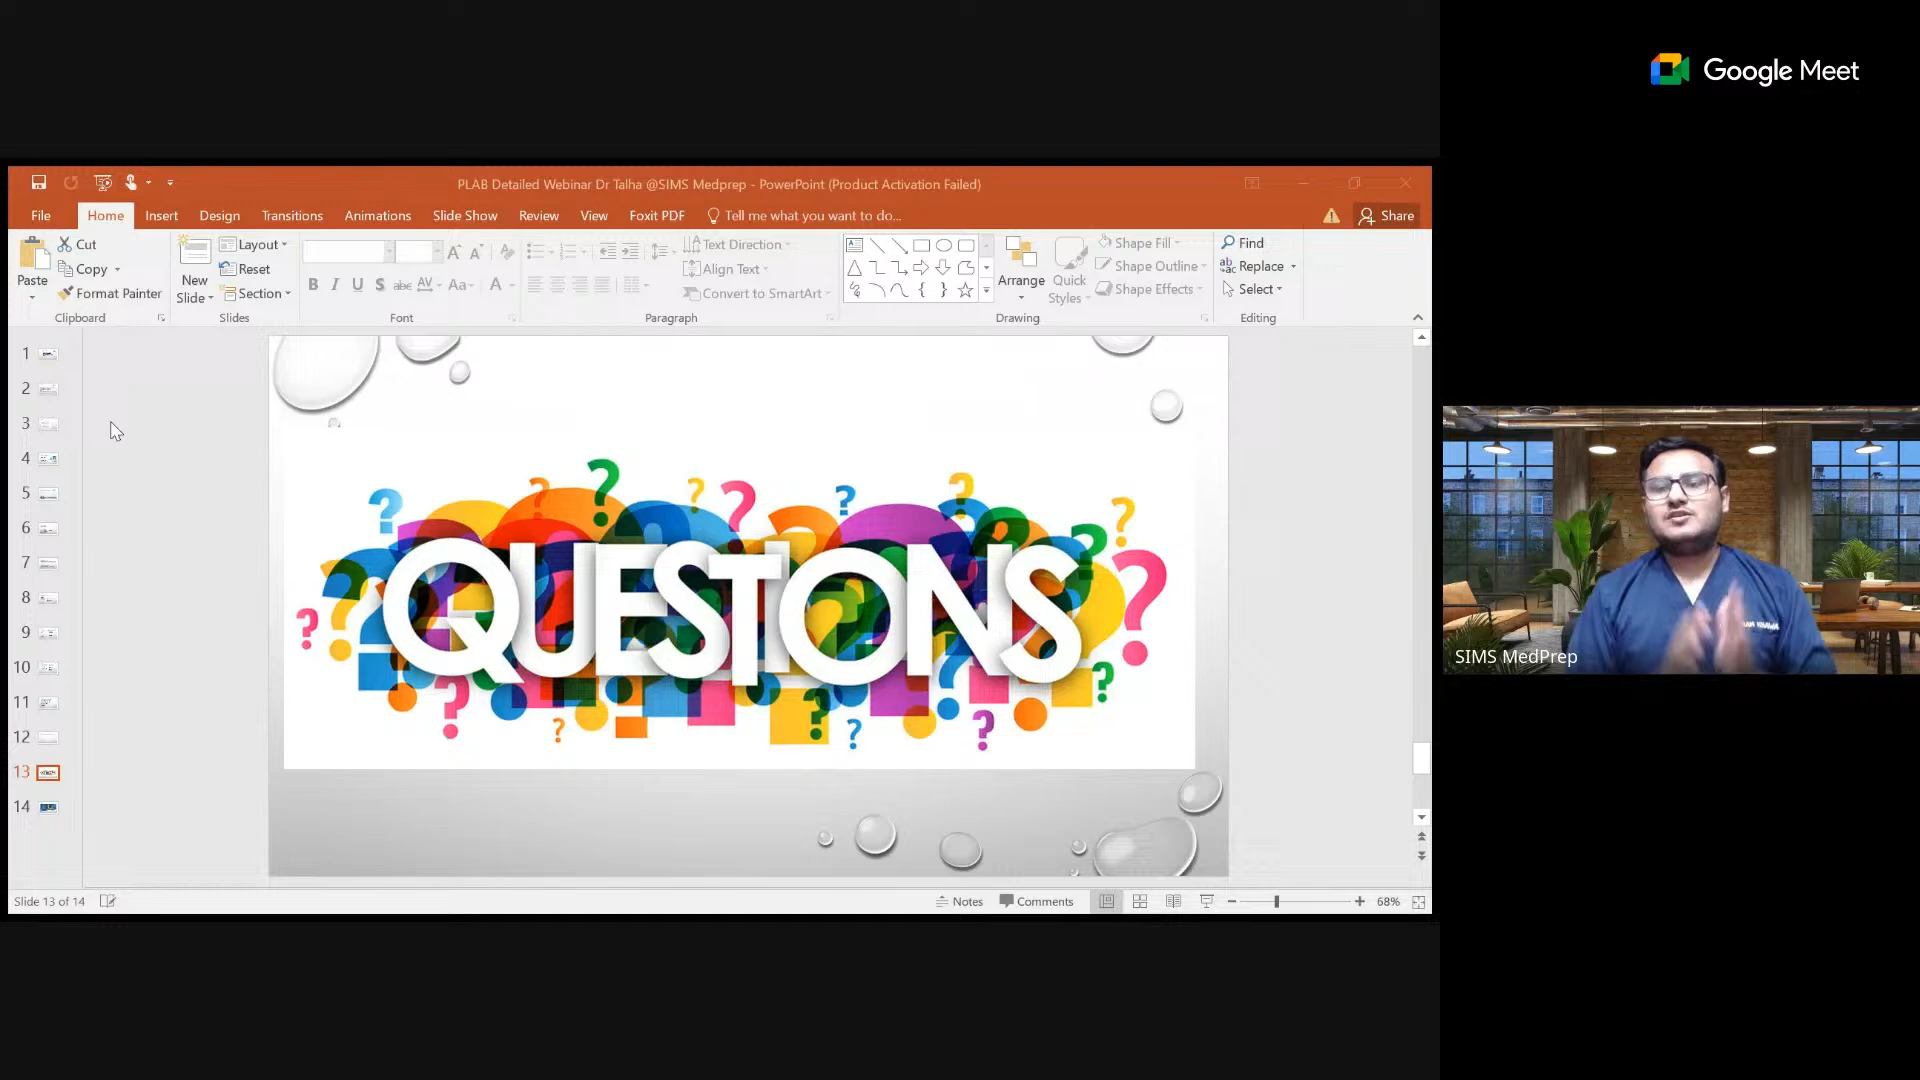 Google Meet
PLAB Detailed Webinar Dr Talha @SIMS Medprep - PowerPoint (Product Activation Failed)
File Home Insert Design Transitions Animations Slide Show Review View Foxit PDF Tell me what you want to do... Share
Cut
Copy
Format Painter
Paste
Clipboard
New Slide
Layout
Reset
Section
Slides
B I U S abc AV Aa A
Font
Text Direction
Align Text
Convert to SmartArt
Paragraph
Arrange
Quick Styles
Shape Fill
Shape Outline
Shape Effects
Drawing
Find
Replace
Select
Editing
1
2
3
4
5
6
7
8
9
10
11
12
13
14
QUESTIONS
SIMS MedPrep
Slide 13 of 14 Notes Comments 68%